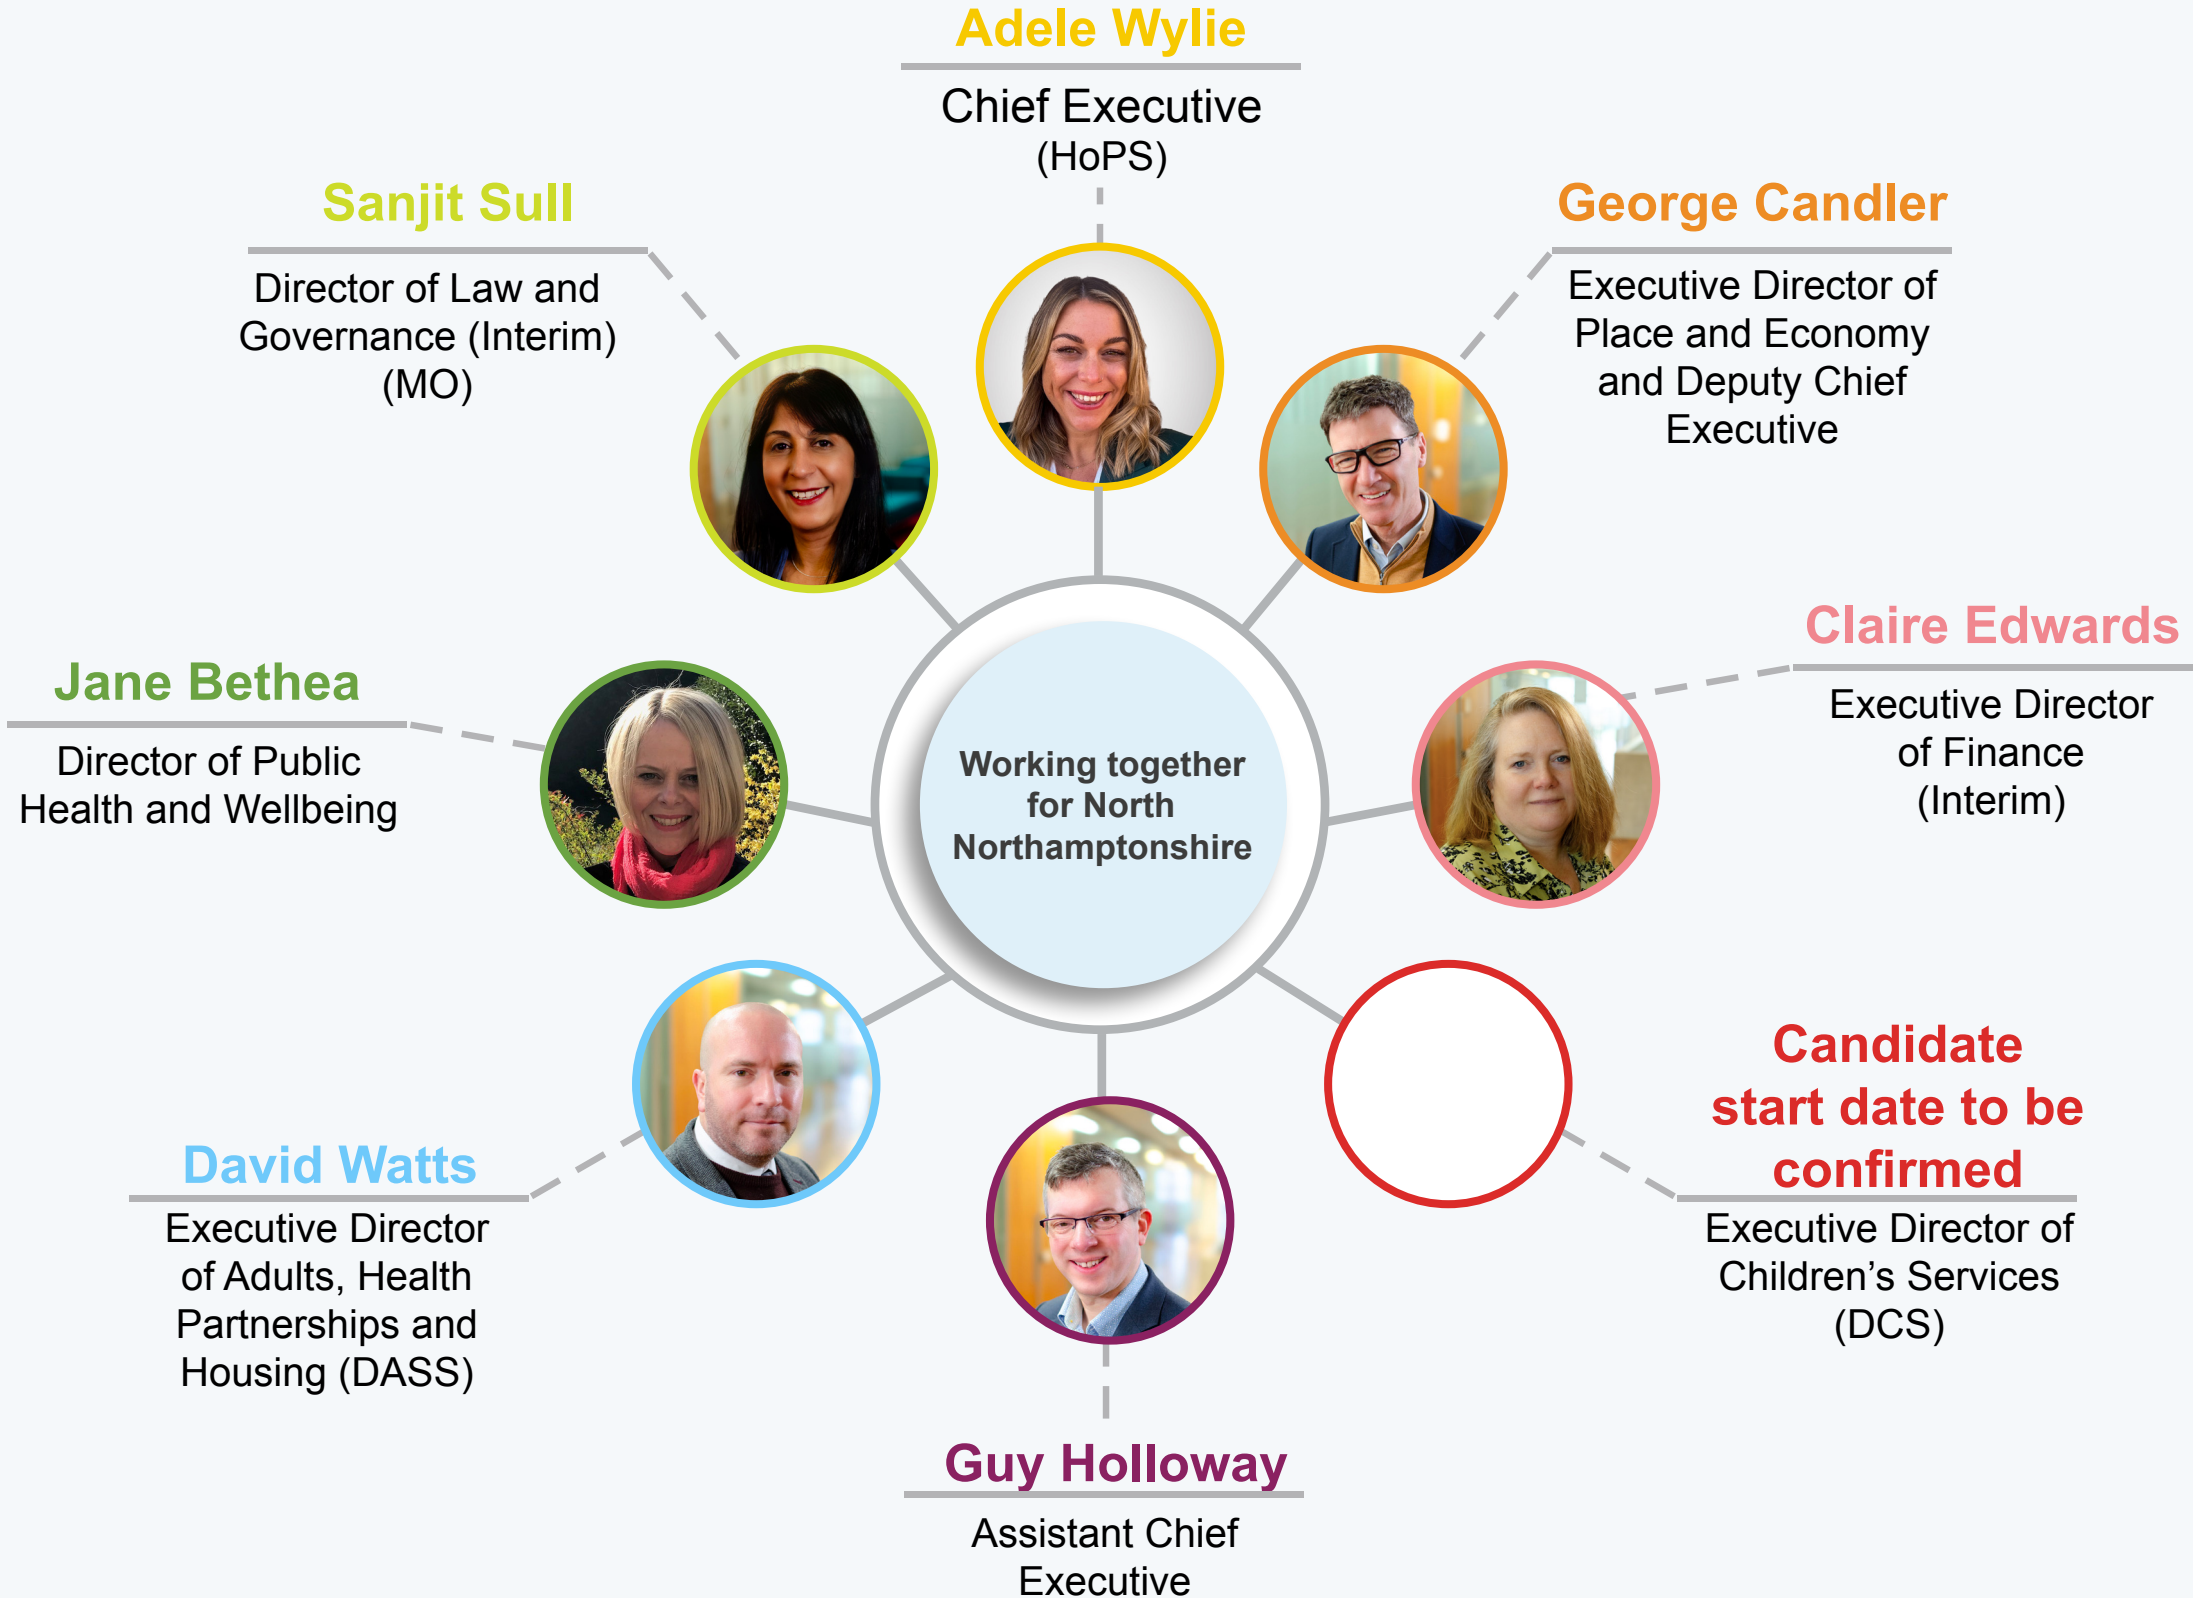 Adele Wylie
Chief Executive
(HoPS)
Sanjit Sull
Director of Law and
Governance (Interim)
(MO)
George Candler
Executive Director of
Place and Economy
and Deputy Chief
Executive
Claire Edwards
Executive Director
of Finance
(Interim)
Jane Bethea
Director of Public
Health and Wellbeing
Working together
for North
Northamptonshire
Candidate
start date to be
confirmed
Executive Director of
Children’s Services
(DCS)
David Watts
Executive Director
of Adults, Health
Partnerships and
Housing (DASS)
Guy Holloway
Assistant Chief
Executive